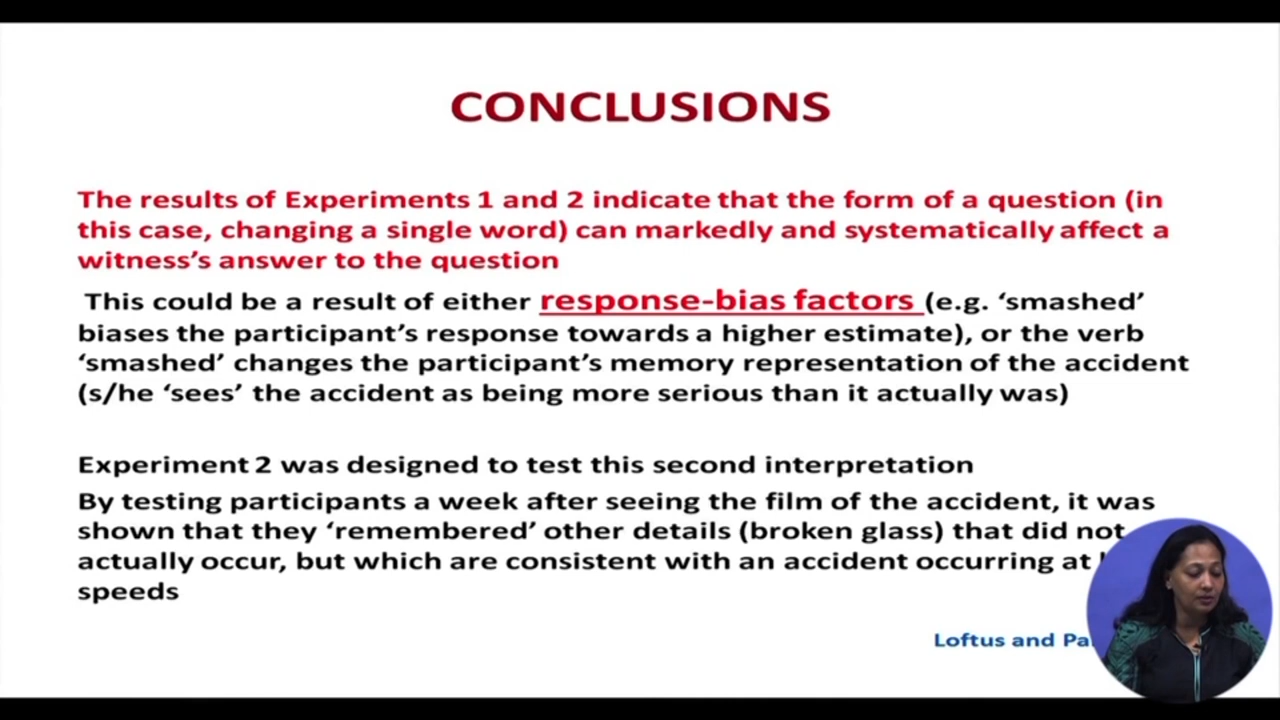 CONCLUSIONS
The results of Experiments 1 and 2 indicate that the form of a question (in
this case, changing a single word) can markedly and systematically affect a
witness’s answer to the question
This could be a result of either response-bias factors (e.g. ‘smashed’
biases the participant’s response towards a higher estimate), or the verb
‘smashed’ changes the participant’s memory representation of the accident
(s/he ‘sees’ the accident as being more serious than it actually was)
Experiment 2 was designed to test this second interpretation
By testing participants a week after seeing the film of the accident, it was
shown that they ‘remembered’ other details (broken glass) that did not
actually occur, but which are consistent with an accident occurring at
speeds
Loftus and